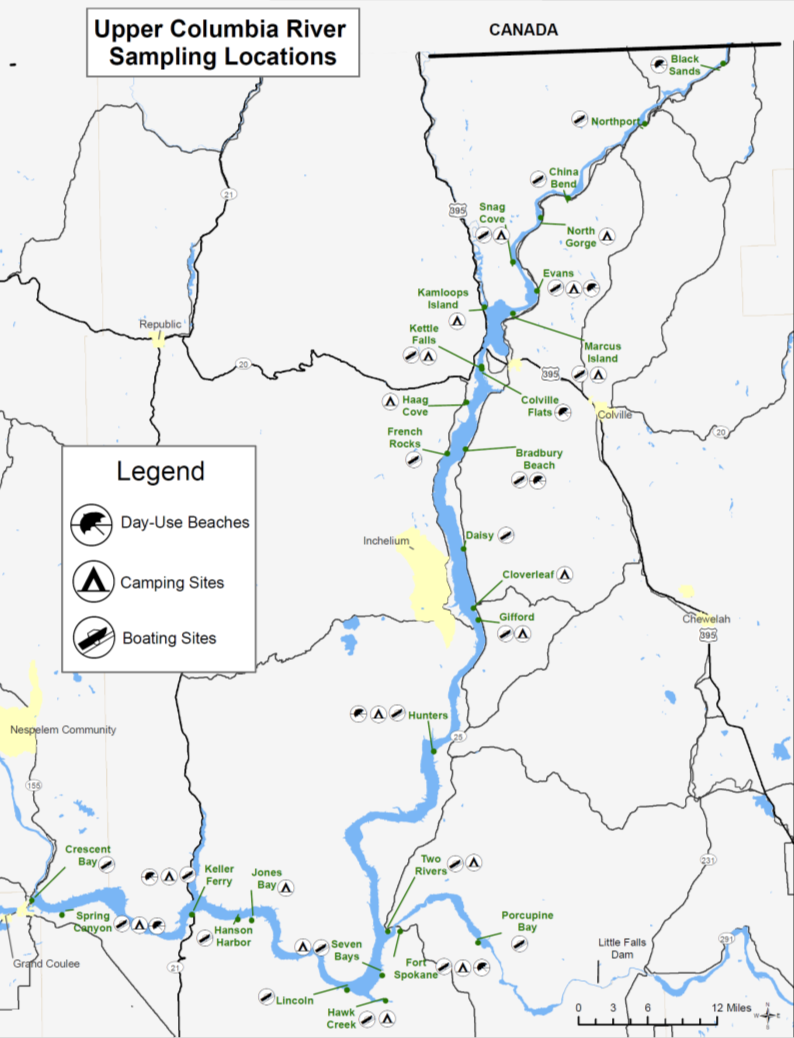 Upper Columbia River
Sampling Locations
CANADA
Black
Sands
Northport
China
Bend
21
395
Snag
Cove
North
Gorge
Evans
Kamloops
Island
Republic
Kettle
Falls
Marcus
Island
20
395
Haag
Cove
Colville
Flats
Colville
20
French
Rocks
Bradbury
Beach
Legend
Day-Use Beaches
Camping Sites
Boating Sites
Daisy
Inchelium
Cloverleaf
Gifford
Chewelah
395
Hunters
Nespelem Community
25
155
Crescent
Bay
Keller
Ferry
Jones
Bay
Two
Rivers
231
Spring
Canyon
Hanson
Harbor
Porcupine
Bay
Grand Coulee
21
Seven
Bays
Fort
Spokane
Little Falls
Dam
291
Lincoln
Hawk
Creek
0 3 6 12 Miles
N
W E
S